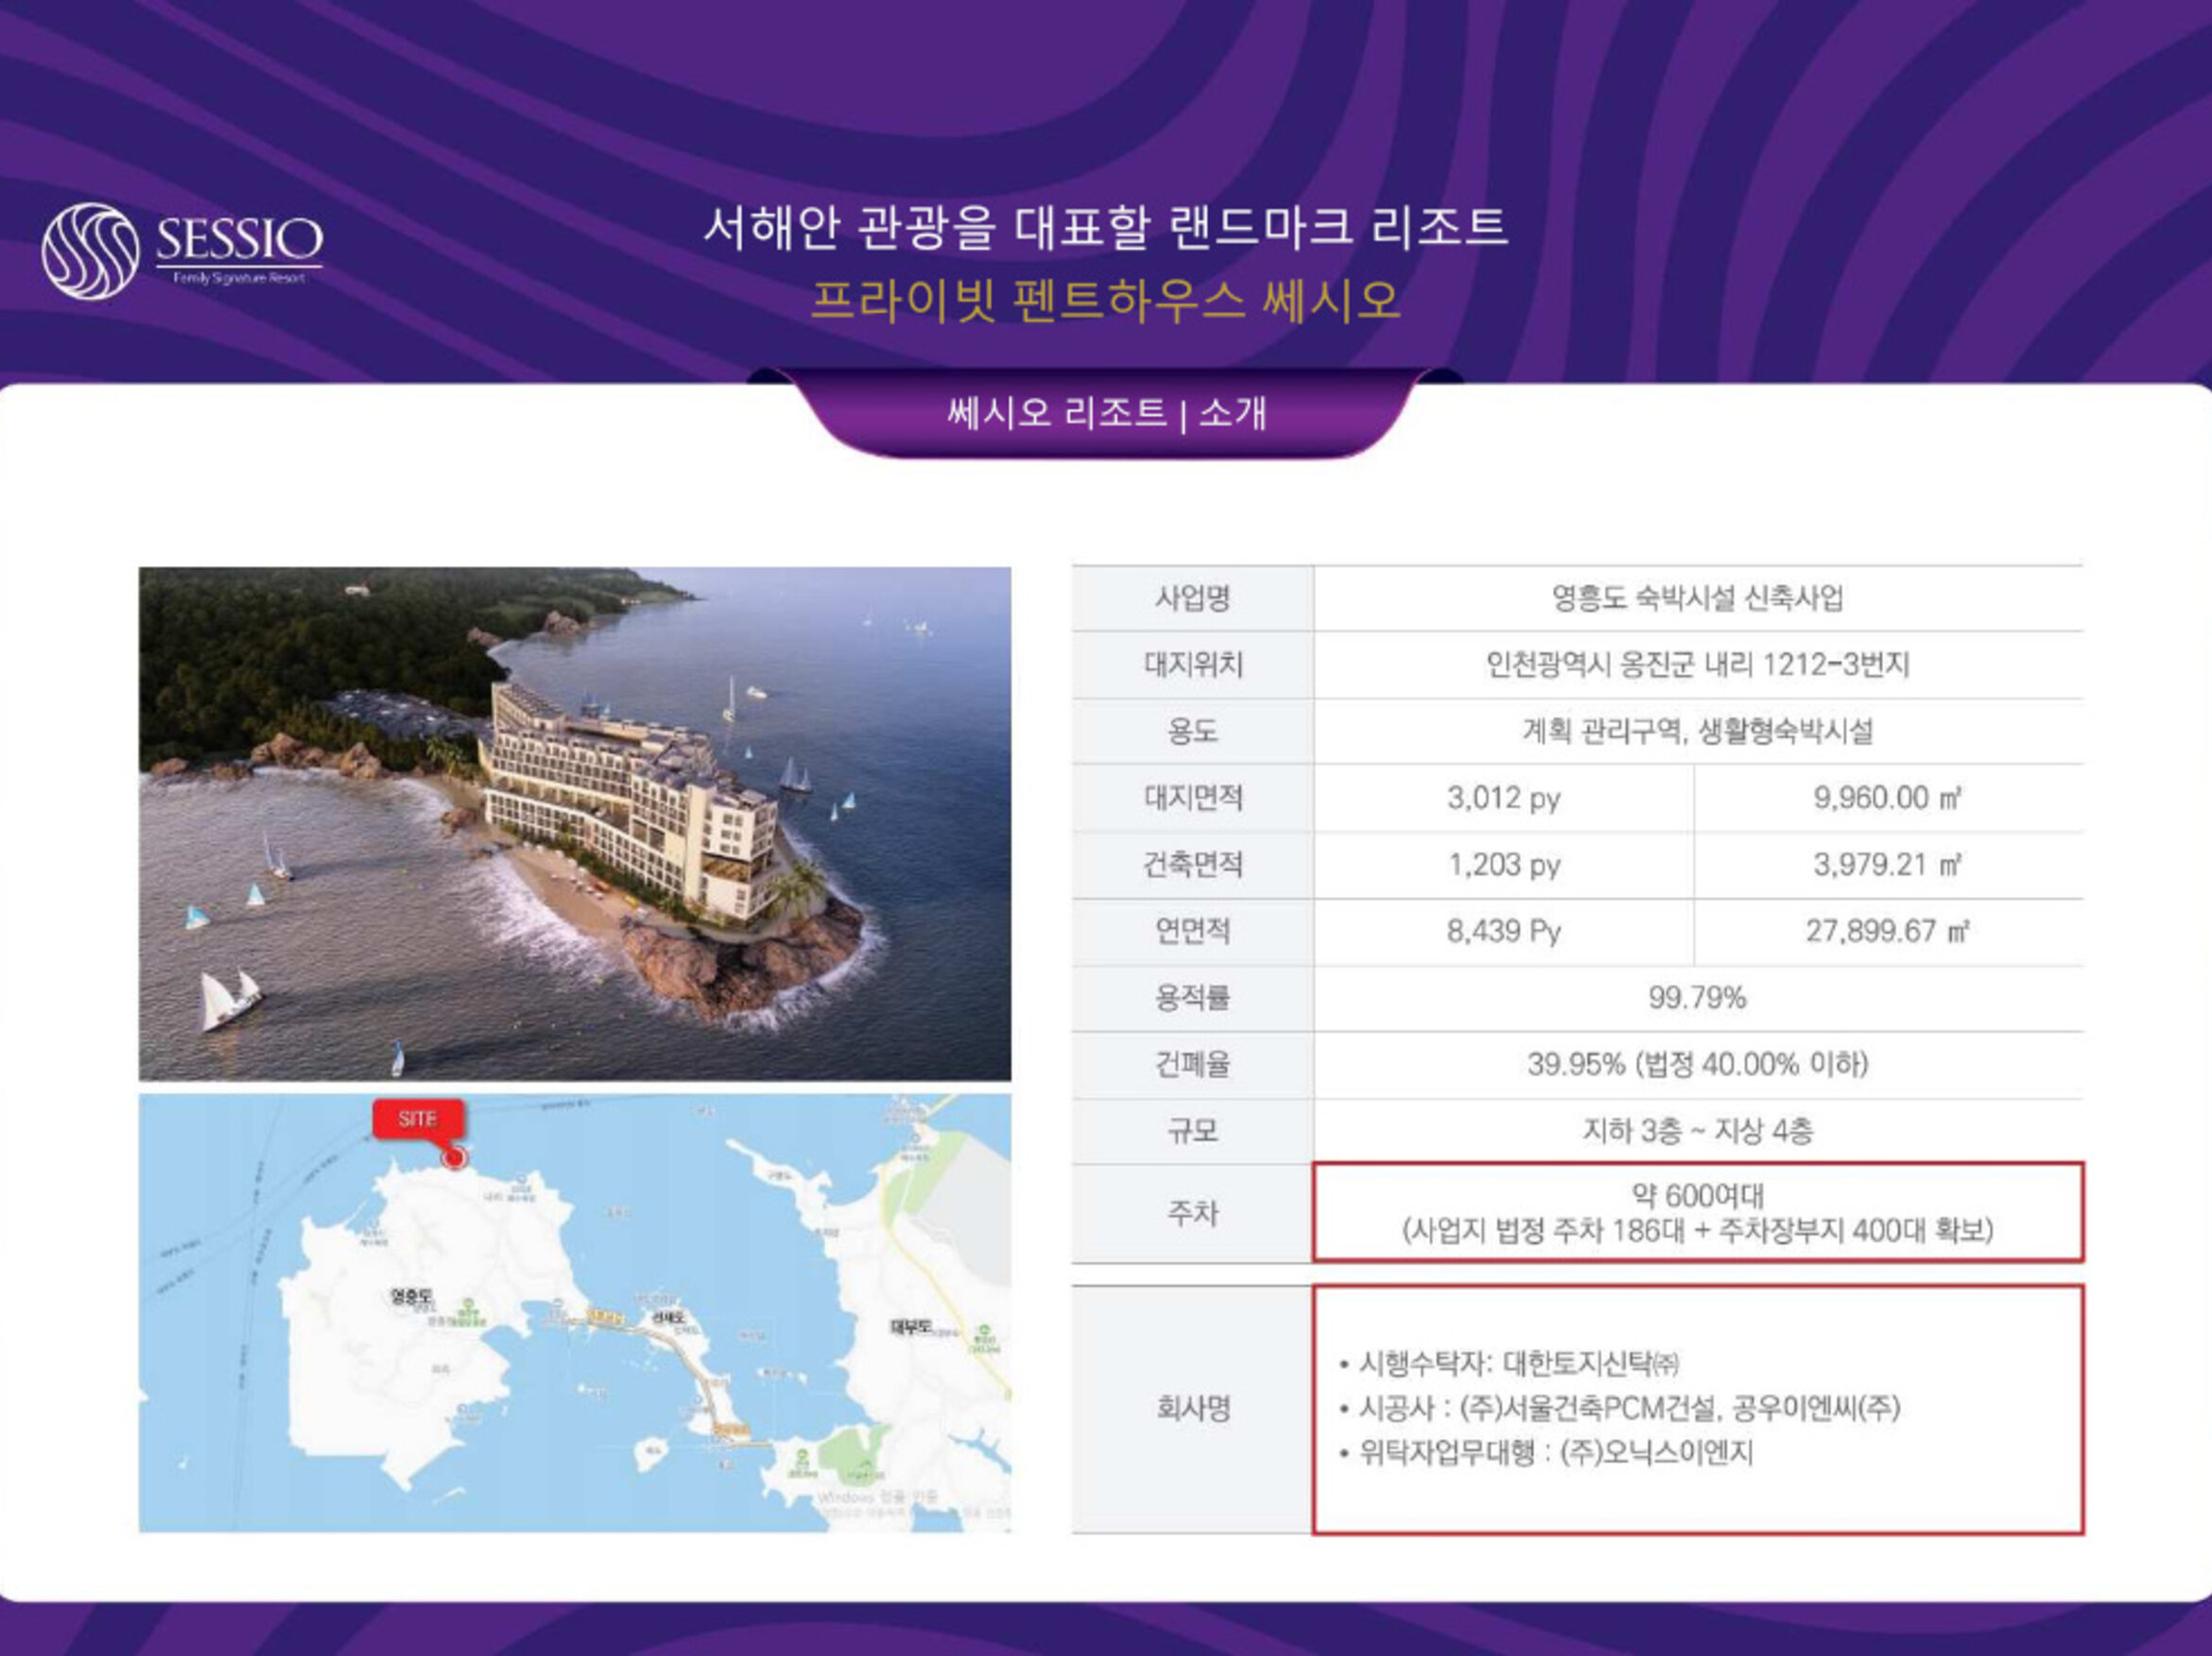 SESSIO
Family Signature Resort
서해안 관광을 대표할 랜드마크 리조트
프라이빗 펜트하우스 쎄시오
쎄시오 리조트 | 소개
사업명 영흥도 숙박시설 신축사업
대지위치 인천광역시 옹진군 내리 1212-3번지
용도 계획 관리구역, 생활형숙박시설
대지면적 3,012 py 9,960.00 ㎡
건축면적 1,203 py 3,979.21 ㎡
연면적 8,439 Py 27,899.67 ㎡
용적률 99.79%
건폐율 39.95% (법정 40.00% 이하)
규모 지하 3층 ~ 지상 4층
주차 약 600여대
(사업지 법정 주차 186대 + 주차장부지 400대 확보)
회사명
• 시행수탁자: 대한토지신탁㈜
• 시공사 : (주)서울건축PCM건설, 공우이엔씨(주)
• 위탁자업무대행 : (주)오닉스이엔지
SITE
내리
영흥도
선재도
대부도
Windows 정품 인증